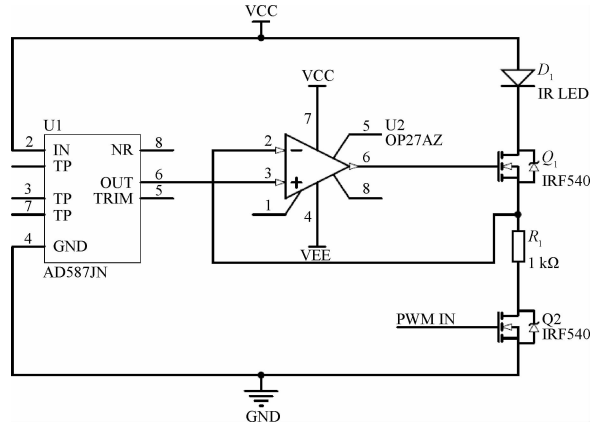 VCC
VCC
D1
IR LED
U1
7
5
U2
OP27AZ
2
IN
NR
8
2
Q1
TP
6
IRF540
OUT
6
3
3
TP
TRIM
5
8
7
TP
1
4
R1
4
GND
VEE
1 kΩ
AD587JN
PWM IN
Q2
IRF540
GND